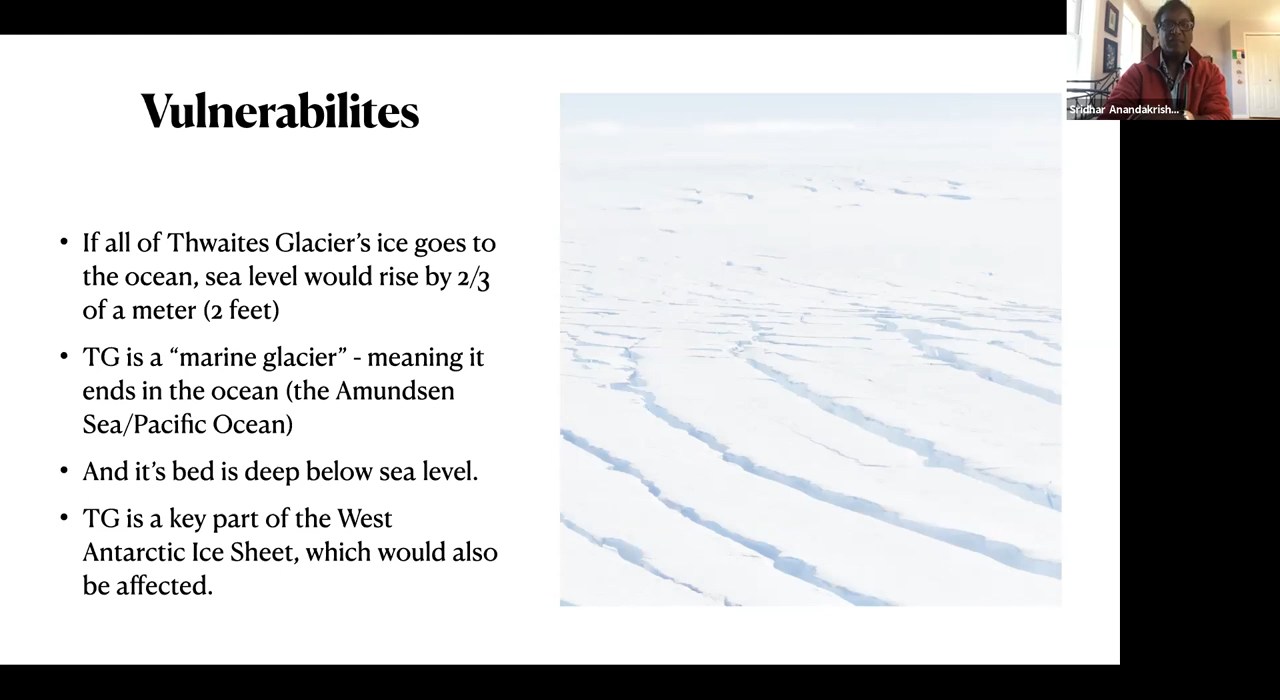 Vulnerabilites
• If all of Thwaites Glacier’s ice goes to
the ocean, sea level would rise by 2/3
of a meter (2 feet)
• TG is a “marine glacier” - meaning it
ends in the ocean (the Amundsen
Sea/Pacific Ocean)
• And it’s bed is deep below sea level.
• TG is a key part of the West
Antarctic Ice Sheet, which would also
be affected.
Sridhar Anandakrish...